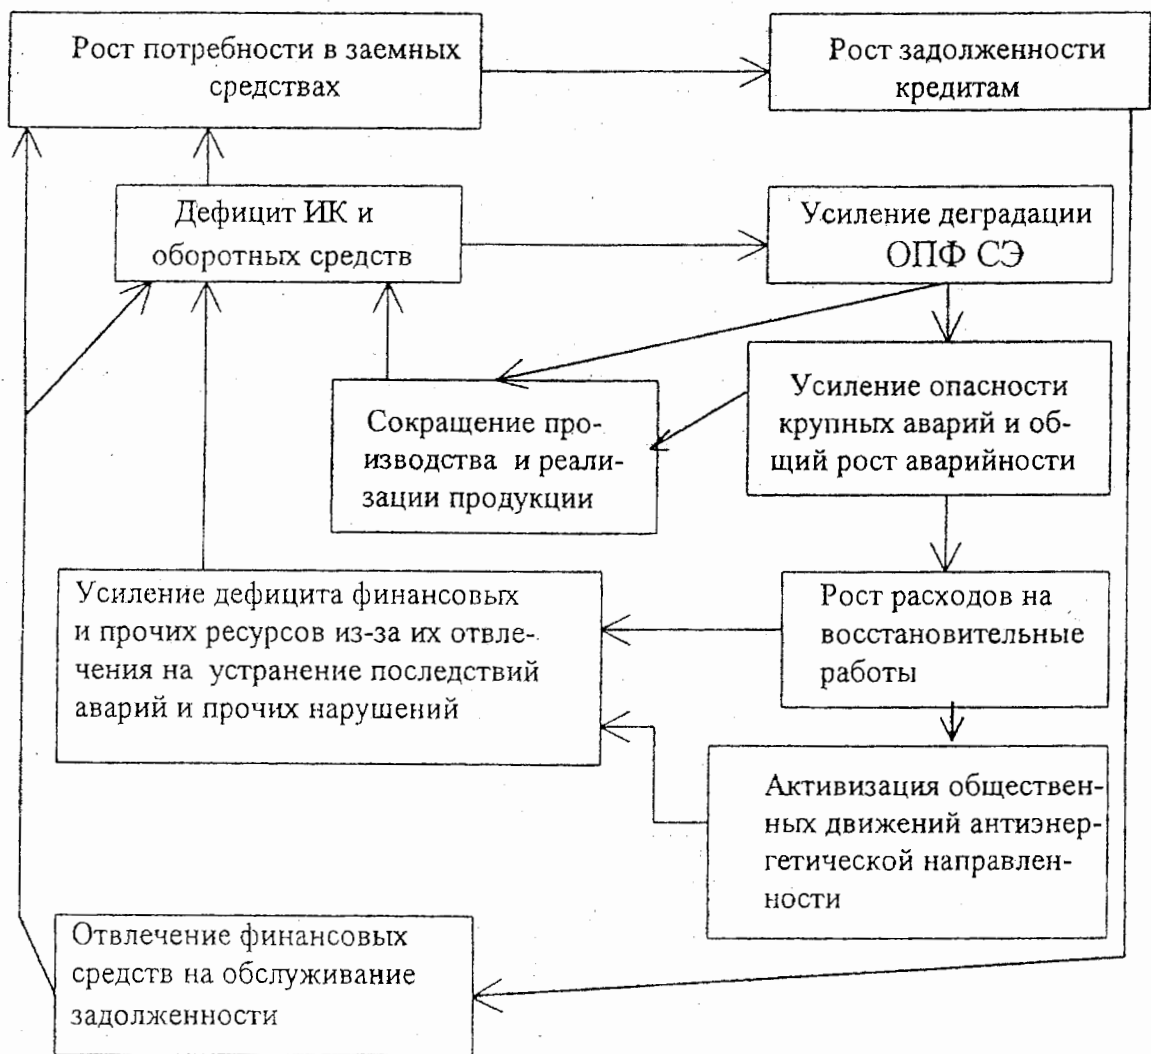 Рост потребности в заемных
средствах
Рост задолженности
кредитам
Дефицит ИК и
оборотных средств
Усиление деградации
ОПФ СЭ
Сокращение про-
изводства и реали-
зации продукции
Усиление опасности
крупных аварий и об-
щий рост аварийности
Усиление дефицита финансовых
и прочих ресурсов из-за их отвле-
чения на устранение последствий
аварий и прочих нарушений
Рост расходов на
восстановительные
работы
Активизация обществен-
ных движений антиэнер-
гетической направлен-
ности
Отвлечение финансовых
средств на обслуживание
задолженности